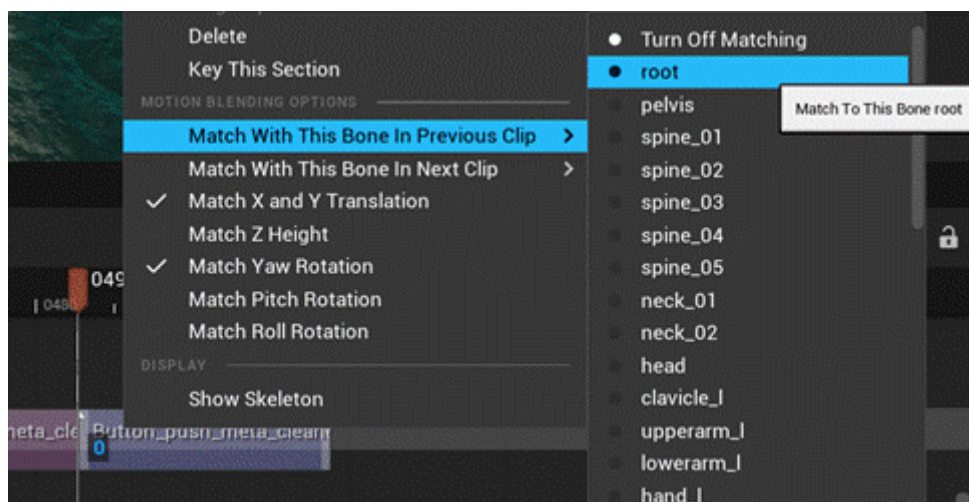 Delete
Key This Section
MOTION BLENDING OPTIONS
Match With This Bone In Previous Clip
Match With This Bone In Next Clip
Match X and Y Translation
Match Z Height
Match Yaw Rotation
Match Pitch Rotation
Match Roll Rotation
DISPLAY
Show Skeleton
Turn Off Matching
root
pelvis
spine_01
spine_02
spine_03
spine_04
spine_05
neck_01
neck_02
head
clavicle_l
upperarm_l
lowerarm_l
hand_l
Match To This Bone root
049
0480
neta_cle
Button_push_meta_clean
0